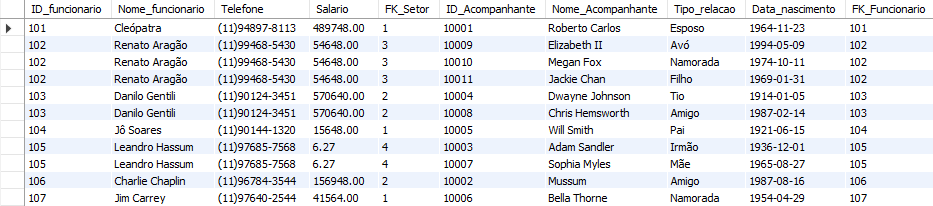 ID_funcionario Nome_funcionario Telefone Salario FK_Setor ID_Acompanhante Nome_Acompanhante Tipo_relacao Data_nascimento FK_Funcionario
101 Cleópatra (11)94897-8113 489748.00 1 10001 Roberto Carlos Esposo 1964-11-23 101
102 Renato Aragão (11)99468-5430 54648.00 3 10009 Elizabeth II Avó 1994-05-09 102
102 Renato Aragão (11)99468-5430 54648.00 3 10010 Megan Fox Namorada 1974-10-11 102
102 Renato Aragão (11)99468-5430 54648.00 3 10011 Jackie Chan Filho 1969-01-31 102
103 Danilo Gentili (11)90124-3451 570640.00 2 10004 Dwayne Johnson Tio 1914-01-05 103
103 Danilo Gentili (11)90124-3451 570640.00 2 10008 Chris Hemsworth Amigo 1987-02-14 103
104 Jô Soares (11)90144-1320 15648.00 1 10005 Will Smith Pai 1921-06-15 104
105 Leandro Hassum (11)97685-7568 6.27 4 10003 Adam Sandler Irmão 1936-12-01 105
105 Leandro Hassum (11)97685-7568 6.27 4 10007 Sophia Myles Mãe 1965-08-27 105
106 Charlie Chaplin (11)96784-3544 156948.00 2 10002 Mussum Amigo 1987-08-16 106
107 Jim Carrey (11)97640-2544 41564.00 1 10006 Bella Thorne Namorada 1954-04-29 107